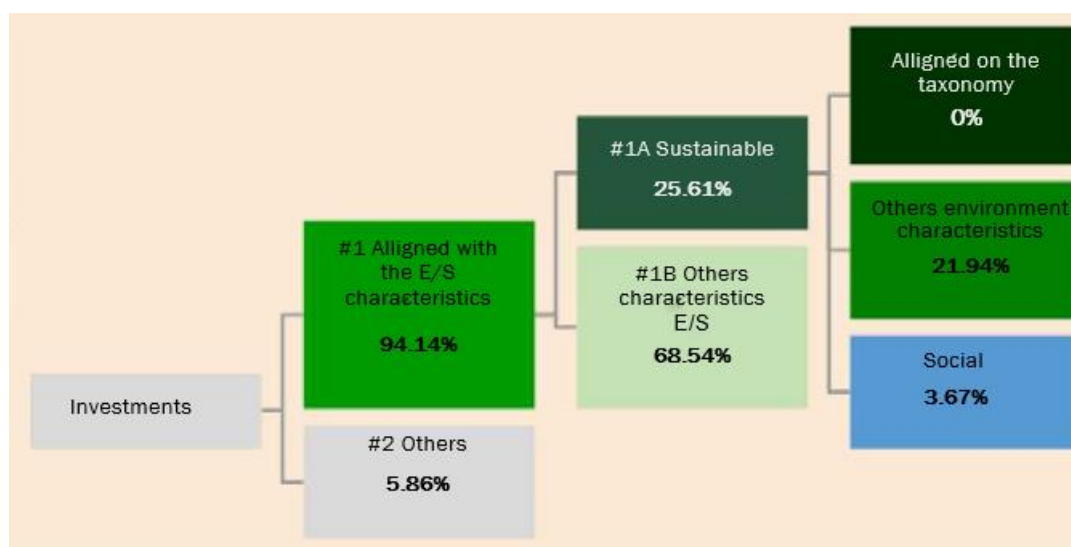 Investments
#1 Alligned with
the E/S
characteristics
94.14%
#2 Others
5.86%
#1A Sustainable
25.61%
#1B Others
characteristics
E/S
68.54%
Alligned on the
taxonomy
0%
Others environment
characteristics
21.94%
Social
3.67%